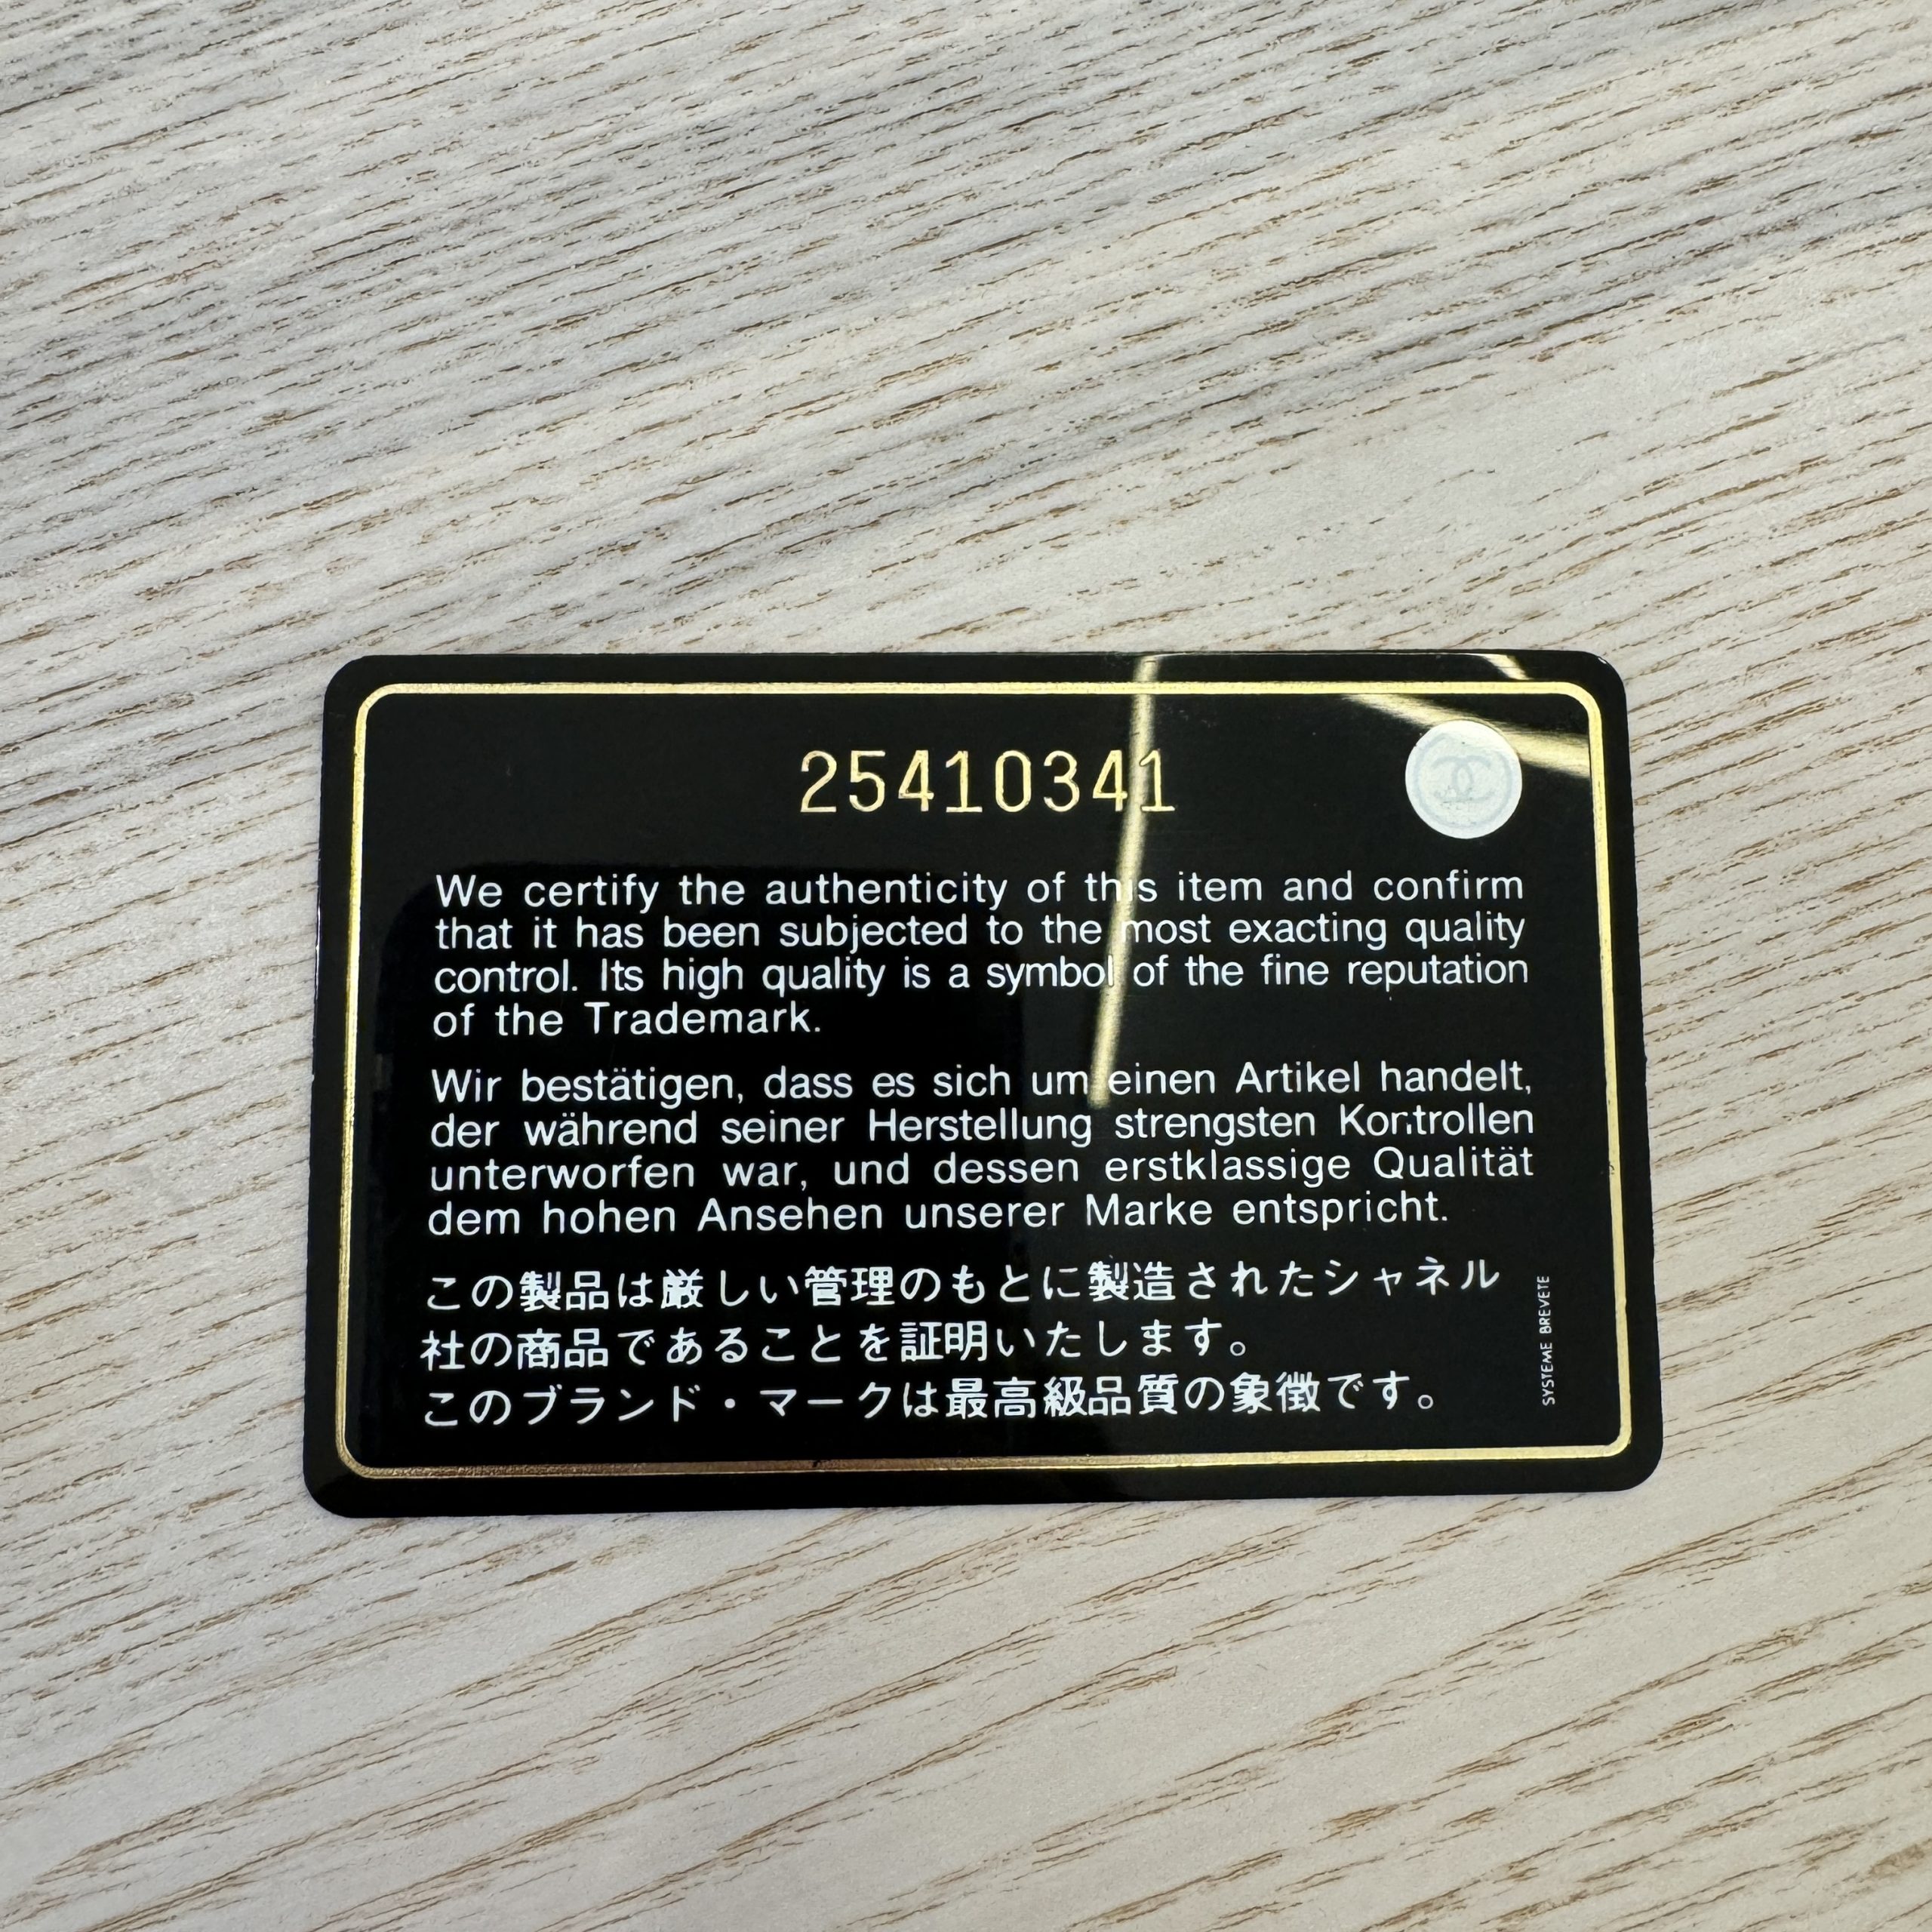 25410341
We certify the authenticity of this item and confirm
that it has been subjected to the most exacting quality
control. Its high quality is a symbol of the fine reputation
of the Trademark.
Wir bestätigen, dass es sich um einen Artikel handelt,
der während seiner Herstellung strengsten Kontrollen
unterworfen war, und dessen erstklassige Qualität
dem hohen Ansehen unserer Marke entspricht.
この製品は厳しい管理のもとに製造されたシャネル
社の商品であることを証明いたします。
このブランド・マークは最高級品質の象徴です。
SYSTEME BREVETE